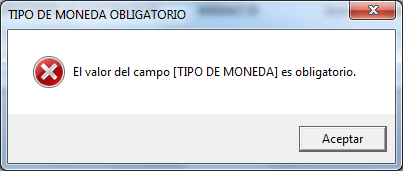 TIPO DE MONEDA OBLIGATORIO
El valor del campo [TIPO DE MONEDA] es obligatorio.
Aceptar